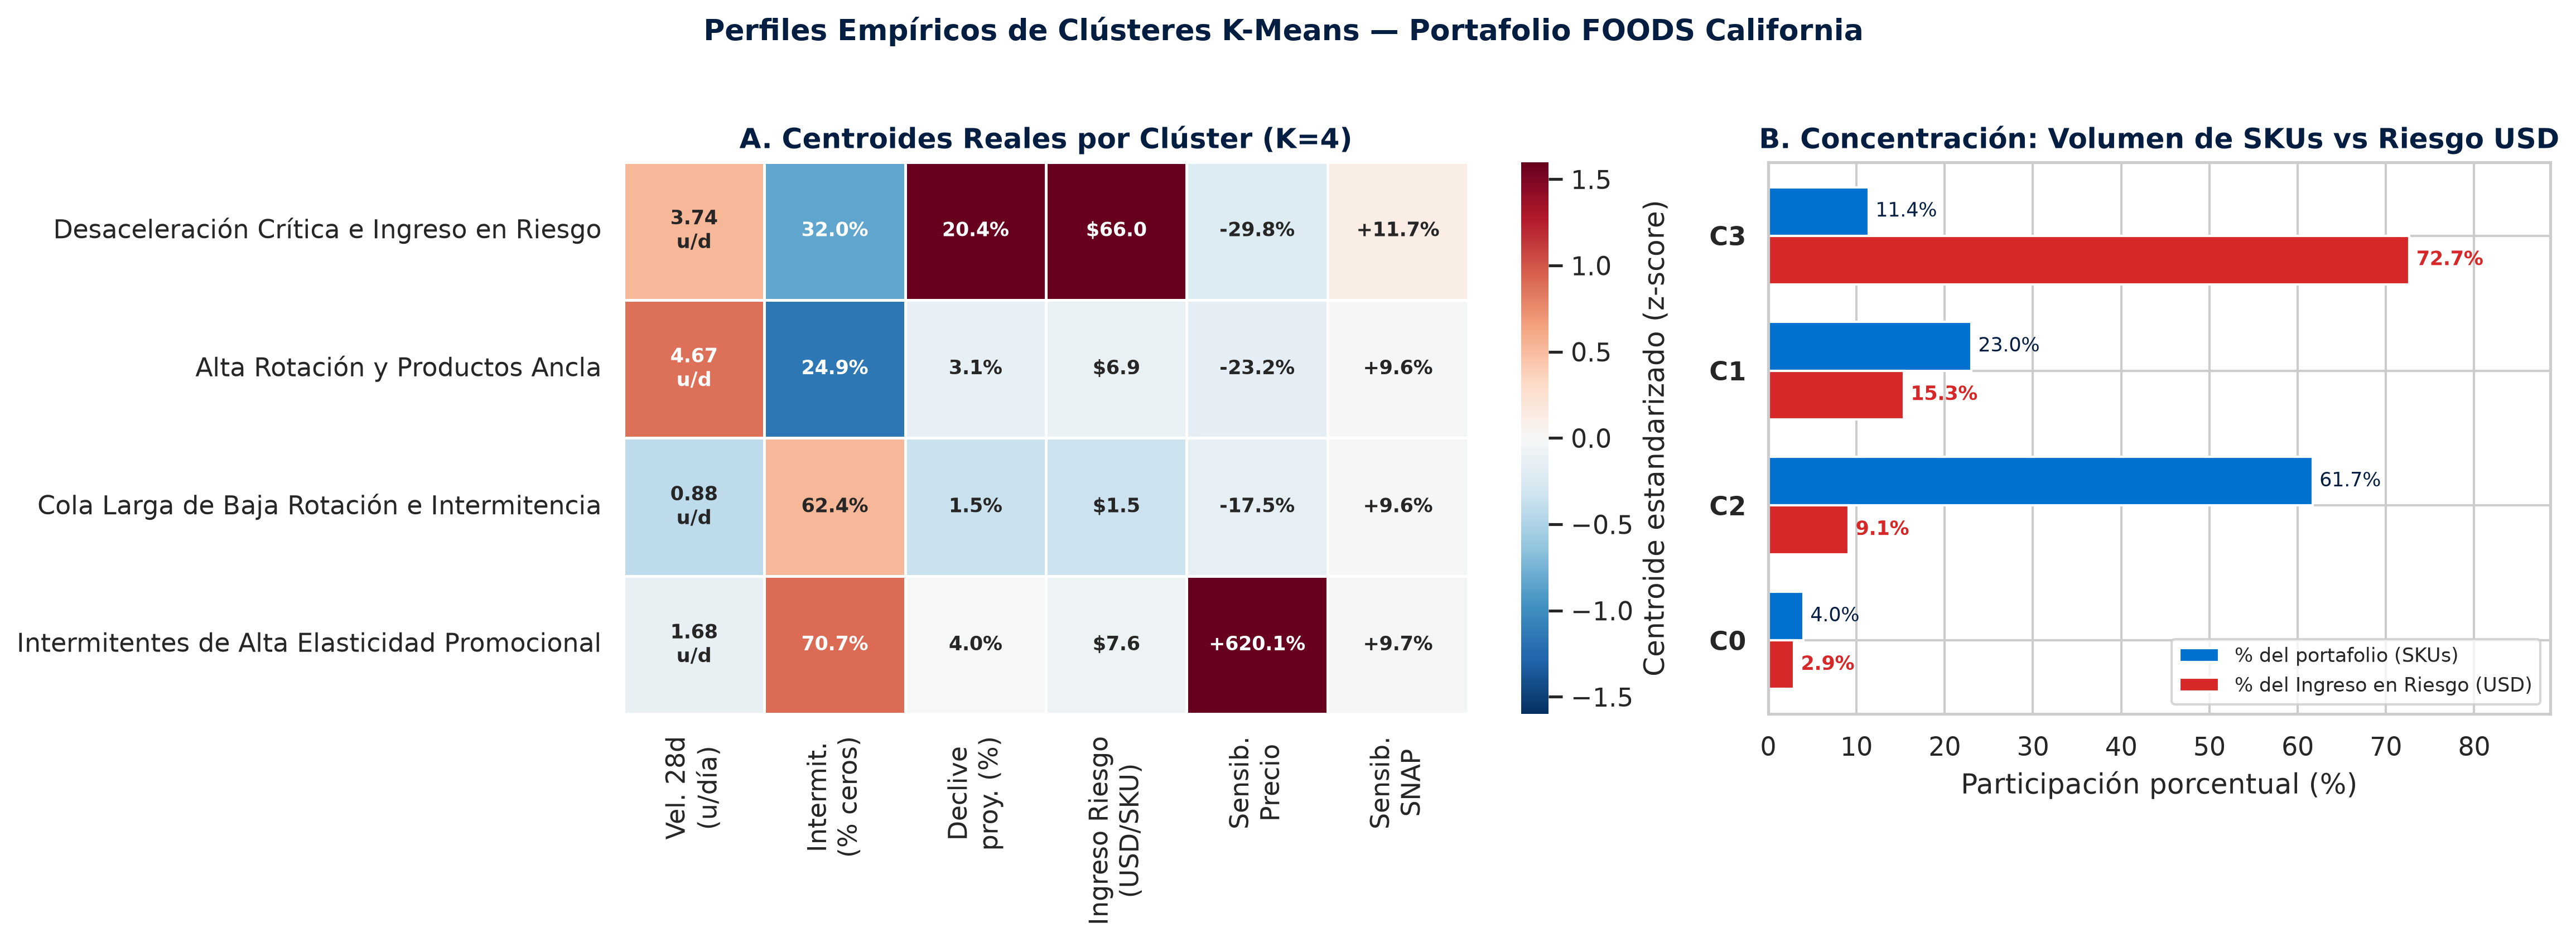 Perfiles Empíricos de Clústeres K-Means — Portafolio FOODS California
A. Centroides Reales por Clúster (K=4)
Desaceleración Crítica e Ingreso en Riesgo
3.74
u/d
32.0%
20.4%
$66.0
-29.8%
+11.7%
Alta Rotación y Productos Ancla
4.67
u/d
24.9%
3.1%
$6.9
-23.2%
+9.6%
Cola Larga de Baja Rotación e Intermitencia
0.88
u/d
62.4%
1.5%
$1.5
-17.5%
+9.6%
Intermitentes de Alta Elasticidad Promocional
1.68
u/d
70.7%
4.0%
$7.6
+620.1%
+9.7%
Vel. 28d
(u/día)
Intermit.
(% ceros)
Declive
proy. (%)
Ingreso Riesgo
(USD/SKU)
Sensib.
Precio
Sensib.
SNAP
1.5
1.0
0.5
0.0
−0.5
−1.0
−1.5
Centroide estandarizado (z-score)
B. Concentración: Volumen de SKUs vs Riesgo USD
C3
11.4%
72.7%
C1
23.0%
15.3%
C2
61.7%
9.1%
C0
4.0%
2.9%
% del portafolio (SKUs)
% del Ingreso en Riesgo (USD)
0 10 20 30 40 50 60 70 80
Participación porcentual (%)